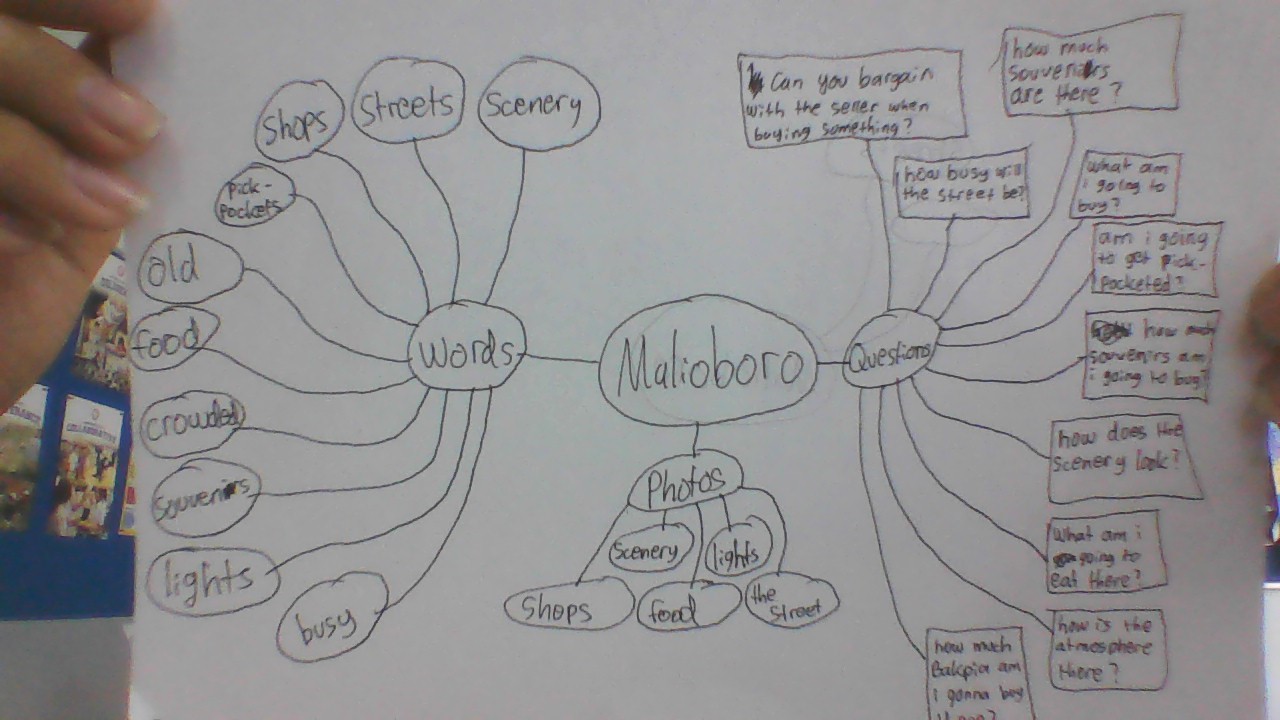 Malioboro
Words
Scenery
Streets
Shops
Pick-
Pockets
old
food
crowded
Souvenirs
lights
busy
Photos
Shops
Scenery
food
lights
the
Street
Questions
Can you bargain
with the seller when
buying something?
how busy will
the street be?
how much
souvenirs
are there?
What am
i going to
buy?
am i going
to get pick-
pocketed?
how much
souvenirs am
i going to buy?
how does the
scenery look?
What am i
going to
eat there?
how is the
atmosphere
there?
how much
Bakpia am
i gonna buy
COLLABORATIVE